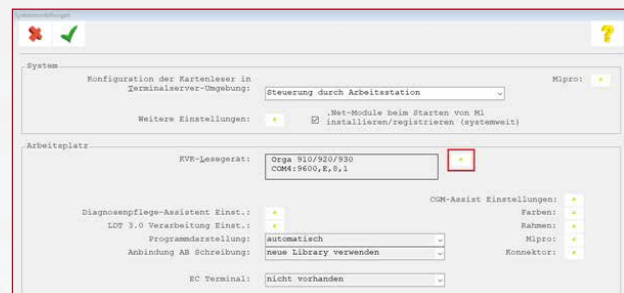 Systemeinstellungen
?
System
Konfiguration der Kartenleser in
Terminalserver-Umgebung:
Steuerung durch Arbeitsstation
M1pro:
Weitere Einstellungen:
.Net-Module beim Starten von M1
installieren/registrieren (systemweit)
Arbeitsplatz
KVK-Lesegerät:
Orga 910/920/930
COM4:9600,E,8,1
CGM-Assist Einstellungen:
Diagnosenpflege-Assistent Einst.:
Farben:
LDT 3.0 Verarbeitung Einst.:
Rahmen:
Programmdarstellung:
automatisch
M1pro:
Anbindung AB Schreibung:
neue Library verwenden
Konnektor:
EC Terminal:
nicht vorhanden